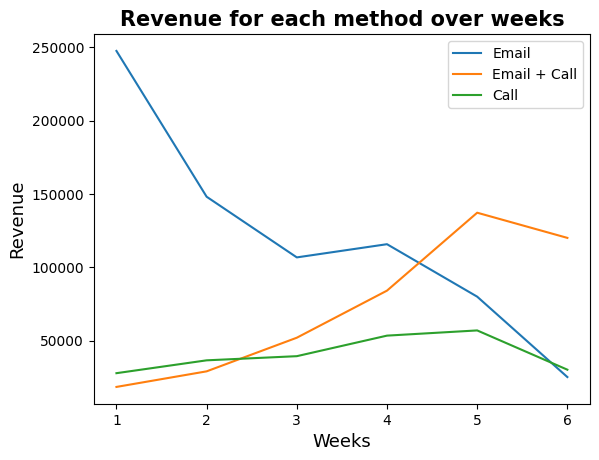 Revenue for each method over weeks
250000
200000
150000
100000
50000
Revenue
Email
Email + Call
Call
1 2 3 4 5 6
Weeks